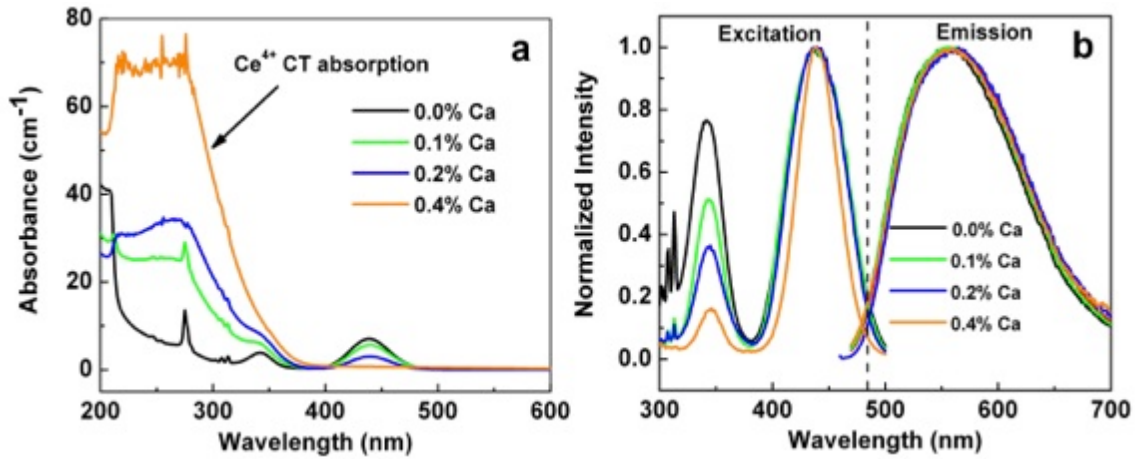 a
Ce⁴⁺ CT absorption
0.0% Ca
0.1% Ca
0.2% Ca
0.4% Ca
Absorbance (cm⁻¹)
80
60
40
20
0
200 300 400 500 600
Wavelength (nm)
b
Excitation Emission
0.0% Ca
0.1% Ca
0.2% Ca
0.4% Ca
Normalized Intensity
1.0
0.8
0.6
0.4
0.2
0.0
300 400 500 600 700
Wavelength (nm)